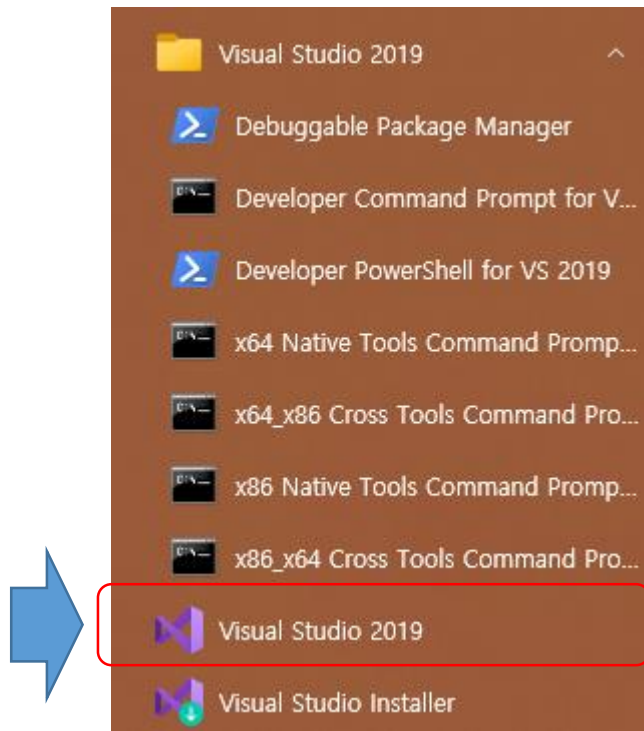 Visual Studio 2019
Debuggable Package Manager
Developer Command Prompt for V...
Developer PowerShell for VS 2019
x64 Native Tools Command Promp...
x64_x86 Cross Tools Command Pro...
x86 Native Tools Command Promp...
x86_x64 Cross Tools Command Pro...
Visual Studio 2019
Visual Studio Installer